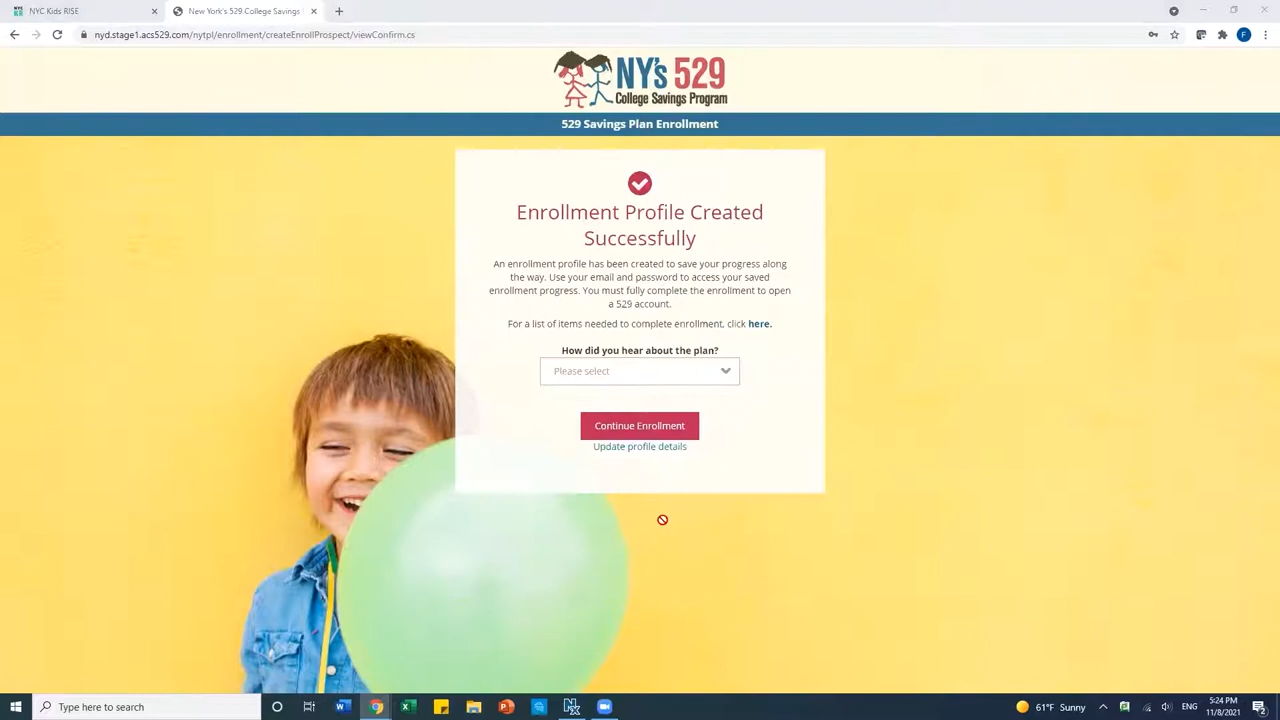 NYC Kids RISE
New York's 529 College Savings
nyd.stage1.acs529.com/nytpl/enrollment/createEnrollProspect/viewConfirm.cs
F
NY's 529
College Savings Program
529 Savings Plan Enrollment
Enrollment Profile Created
Successfully
An enrollment profile has been created to save your progress along
the way. Use your email and password to access your saved
enrollment progress. You must fully complete the enrollment to open
a 529 account.
For a list of items needed to complete enrollment, click here.
How did you hear about the plan?
Please select
Continue Enrollment
Update profile details
Type here to search
61°F Sunny
5:24 PM
11/8/2021